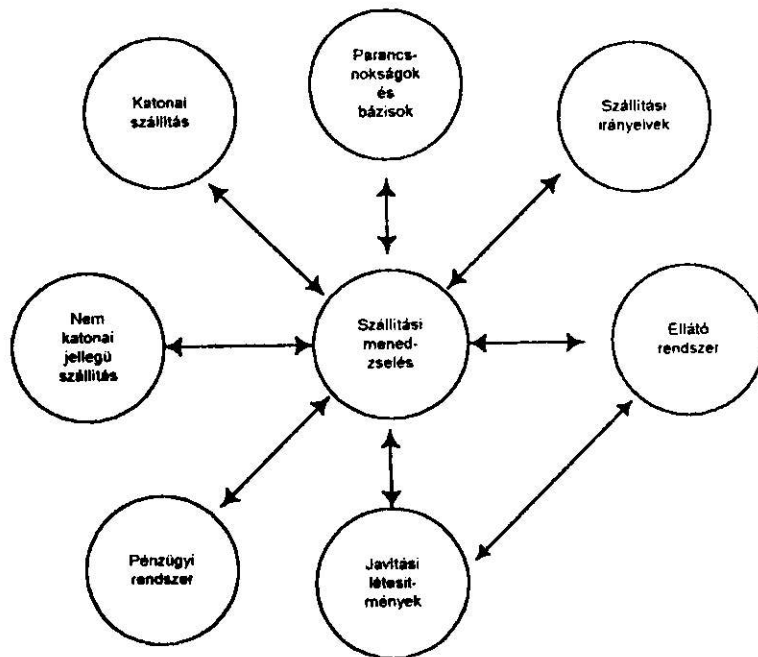 Parancs-
nokságok
és
bázisok
Katonai
szállítás
Szállítási
irányelvek
Nem
katonai
jellegű
szállítás
Szállítási
mened-
zselés
Ellátó
rendszer
Pénzügyi
rendszer
Javítási
létesít-
mények